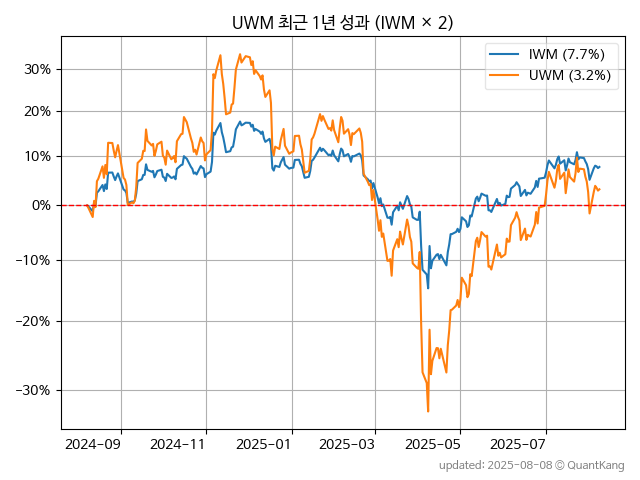 UWM 최근 1년 성과 (IWM × 2)
IWM (7.7%)
UWM (3.2%)
30%
20%
10%
0%
−10%
−20%
−30%
2024-09 2024-11 2025-01 2025-03 2025-05 2025-07
updated: 2025-08-08 © QuantKang